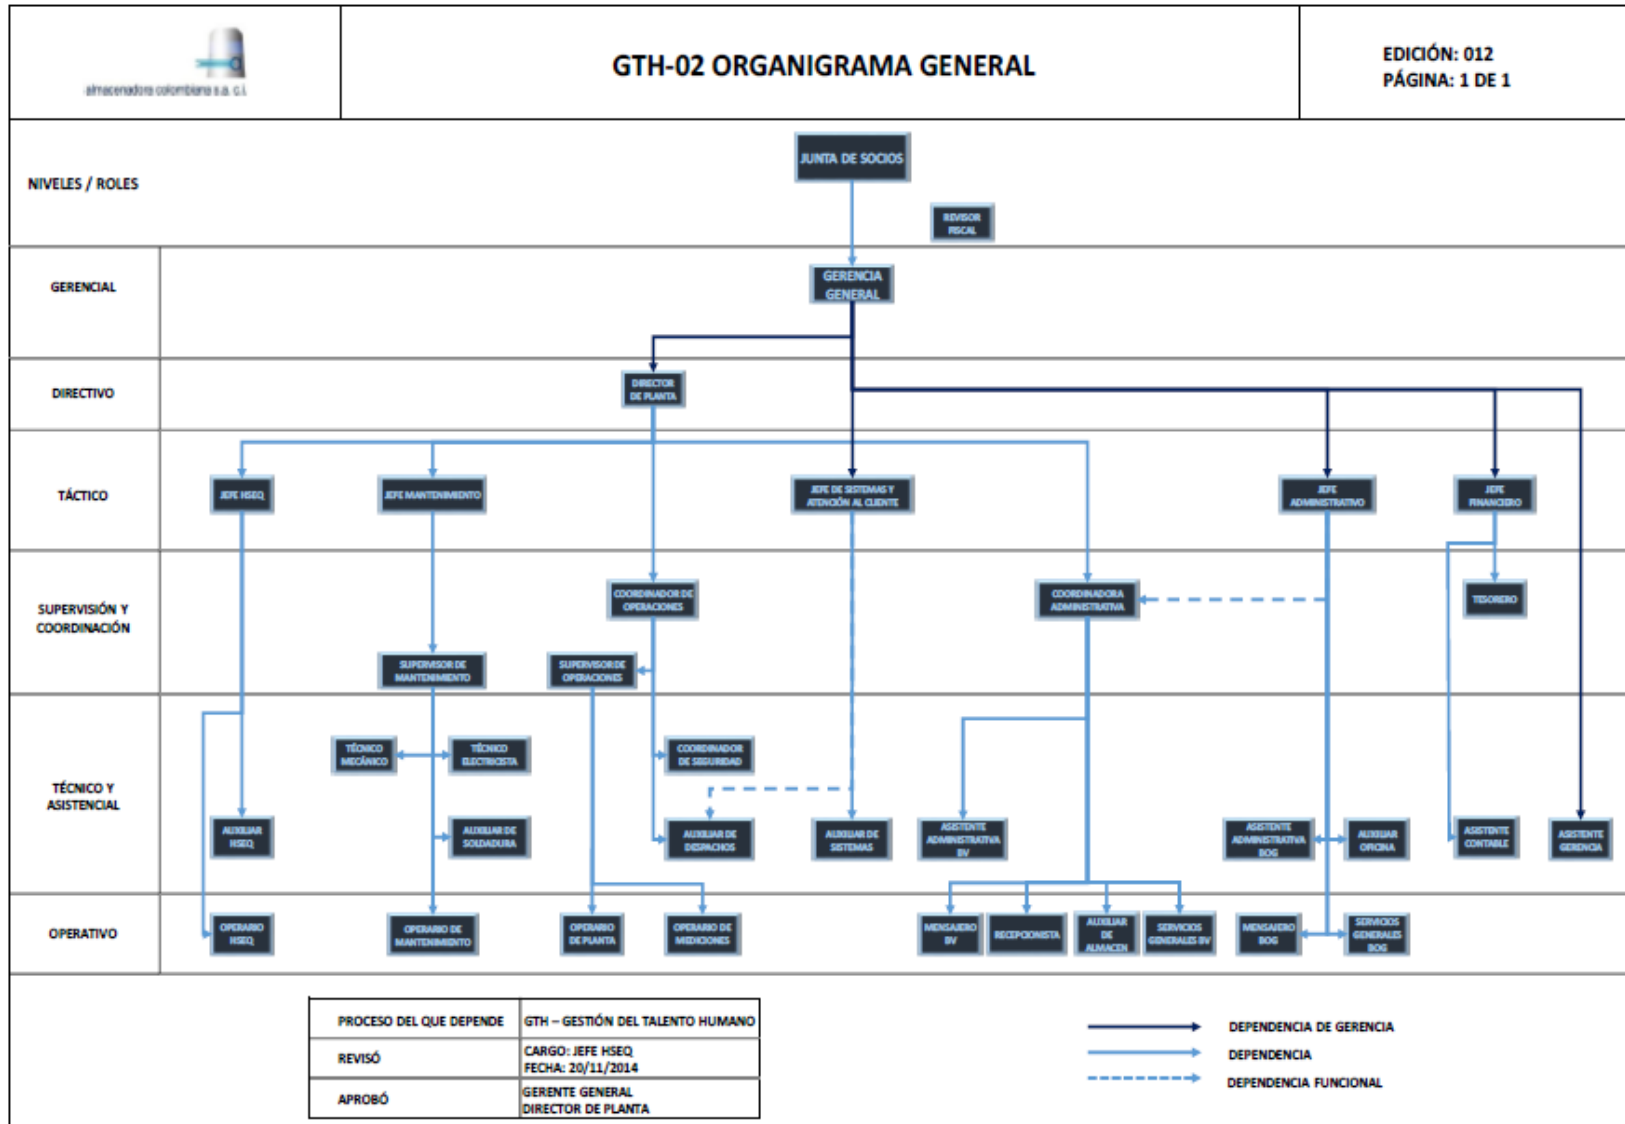 almacenadora colombiana s.a. c.i.
GTH-02 ORGANIGRAMA GENERAL
EDICIÓN: 012
PÁGINA: 1 DE 1
NIVELES / ROLES
JUNTA DE SOCIOS
REVISOR
FISCAL
GERENCIAL
GERENCIA
GENERAL
DIRECTIVO
DIRECTOR
DE PLANTA
TÁCTICO
JEFE HSEQ
JEFE MANTENIMIENTO
JEFE DE SISTEMAS Y
ATENCIÓN AL CLIENTE
JEFE
ADMINISTRATIVO
JEFE
FINANCIERO
SUPERVISIÓN Y
COORDINACIÓN
COORDINADOR DE
OPERACIONES
COORDINADORA
ADMINISTRATIVA
TESORERO
SUPERVISOR DE
MANTENIMIENTO
SUPERVISOR DE
OPERACIONES
TÉCNICO Y
ASISTENCIAL
TÉCNICO
MECÁNICO
TÉCNICO
ELECTRICISTA
COORDINADOR
DE SEGURIDAD
AUXILIAR
HSEQ
AUXILIAR DE
SOLDADURA
AUXILIAR DE
DESPACHOS
AUXILIAR DE
SISTEMAS
ASISTENTE
ADMINISTRATIVA
BV
ASISTENTE
ADMINISTRATIVA
BOG
AUXILIAR
OFICINA
ASISTENTE
CONTABLE
ASISTENTE
GERENCIA
OPERATIVO
OPERARIO
HSEQ
OPERARIO DE
MANTENIMIENTO
OPERARIO
DE PLANTA
OPERARIO DE
MEDICIONES
MENSAJERO
BV
RECEPCIONISTA
AUXILIAR
DE
ALMACEN
SERVICIOS
GENERALES BV
MENSAJERO
BOG
SERVICIOS
GENERALES
BOG
PROCESO DEL QUE DEPENDE
GTH – GESTIÓN DEL TALENTO HUMANO
REVISÓ
CARGO: JEFE HSEQ
FECHA: 20/11/2014
APROBÓ
GERENTE GENERAL
DIRECTOR DE PLANTA
DEPENDENCIA DE GERENCIA
DEPENDENCIA
DEPENDENCIA FUNCIONAL